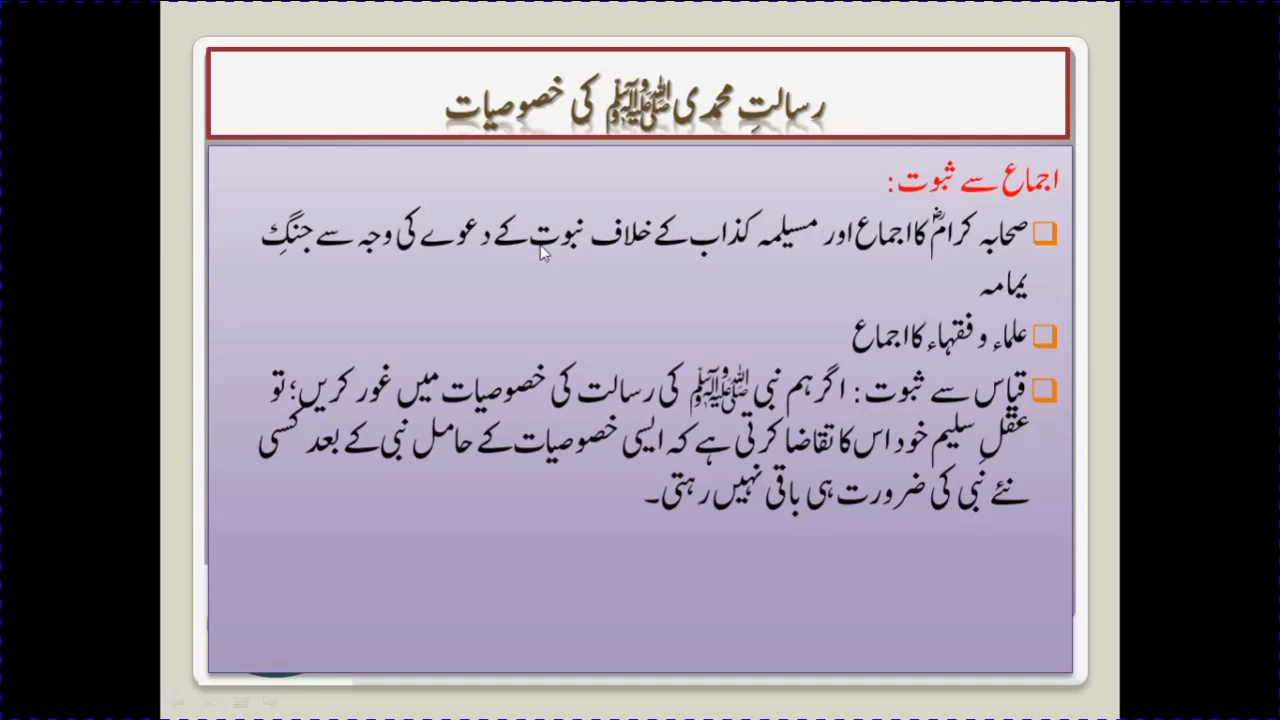 رسالتِ محمدی ﷺ کی خصوصیات
اجماع سے ثبوت:
صحابہ کرامؓ کا اجماع اور مسیلمہ کذاب کے خلاف نبوت کے دعوے کی وجہ سے جنگِ
یمامہ
علماء و فقہاء کا اجماع
قیاس سے ثبوت: اگر ہم نبی ﷺ کی رسالت کی خصوصیات میں غور کریں؛ تو
عقلِ سلیم خود اس کا تقاضا کرتی ہے کہ ایسی خصوصیات کے حامل نبی کے بعد کسی
نئے نبی کی ضرورت ہی باقی نہیں رہتی۔